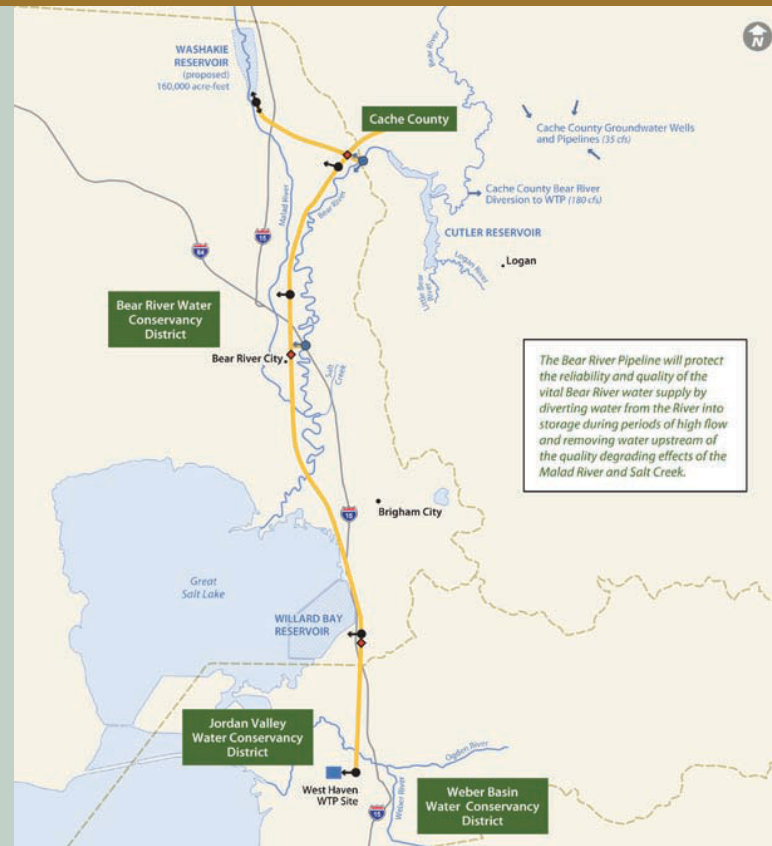 WASHAKIE
RESERVOIR
(proposed)
160,000 acre-feet
Bear River
N
Cache County
Cache County Groundwater Wells
and Pipelines (35 cfs)
Cache County Bear River
Diversion to WTP (180 cfs)
Malad River
Bear River
CUTLER RESERVOIR
Logan River
Logan
Little Bear
River
84
15
Bear River Water
Conservancy
District
Bear River City
Salt
Creek
The Bear River Pipeline will protect
the reliability and quality of the
vital Bear River water supply by
diverting water from the River into
storage during periods of high flow
and removing water upstream of
the quality degrading effects of the
Malad River and Salt Creek.
Brigham City
15
Great
Salt Lake
WILLARD BAY
RESERVOIR
Jordan Valley
Water Conservancy
District
Ogden River
West Haven
WTP Site
Weber River
15
Weber Basin
Water Conservancy
District